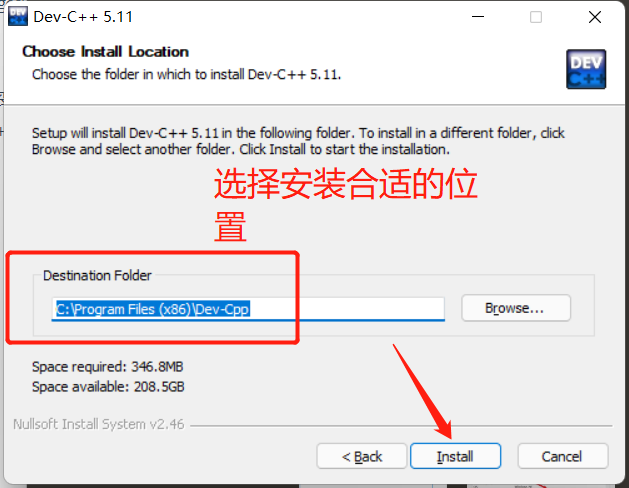 Dev-C++ 5.11
Choose Install Location
Choose the folder in which to install Dev-C++ 5.11.
DEV
C++
Setup will install Dev-C++ 5.11 in the following folder. To install in a different folder, click
Browse and select another folder. Click Install to start the installation.
选择安装合适的位
置
Destination Folder
C:\Program Files (x86)\Dev-Cpp
Browse...
Space required: 346.8MB
Space available: 208.5GB
Nullsoft Install System v2.46
< Back
Install
Cancel